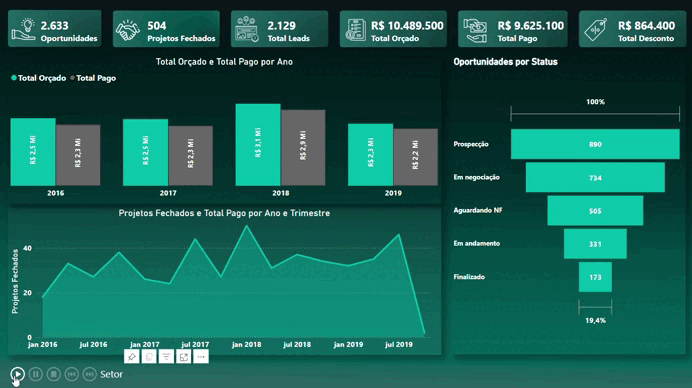 2.633
Oportunidades
504
Projetos Fechados
2.129
Total Leads
R$ 10.489.500
Total Orçado
R$ 9.625.100
Total Pago
R$ 864.400
Total Desconto
Total Orçado e Total Pago por Ano
Total Orçado Total Pago
R$ 2,5 Mi
R$ 2,3 Mi
R$ 2,5 Mi
R$ 2,3 Mi
R$ 3,1 Mi
R$ 2,9 Mi
R$ 2,3 Mi
R$ 2,2 Mi
2016 2017 2018 2019
Projetos Fechados e Total Pago por Ano e Trimestre
Projetos Fechados
40
20
0
jan 2016 jul 2016 jan 2017 jul 2017 jan 2018 jul 2018 jan 2019 jul 2019
Oportunidades por Status
100%
Prospecção 890
Em negociação 734
Aguardando NF 505
Em andamento 331
Finalizado 173
19,4%
Setor